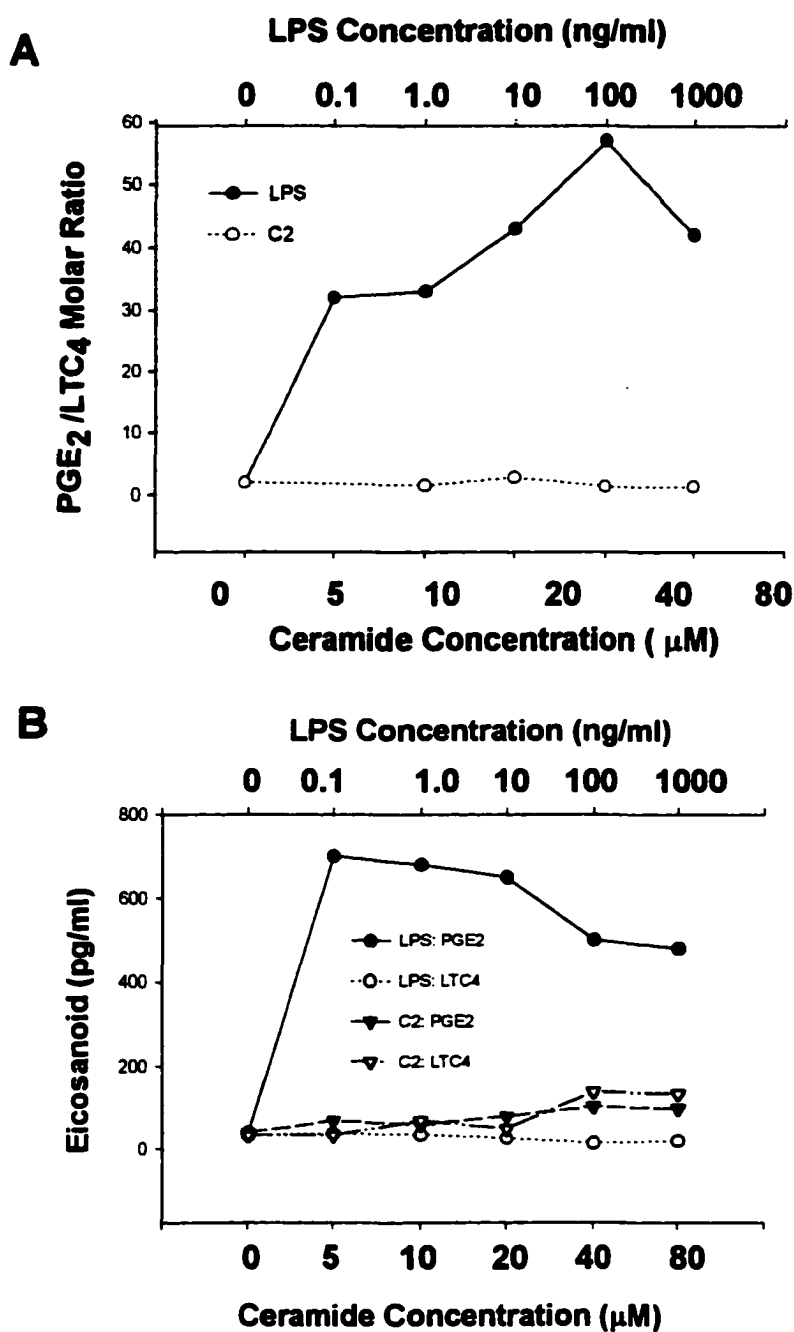 A
LPS Concentration (ng/ml)
0 0.1 1.0 10 100 1000
60
50
40
30
20
10
0
PGE2/LTC4 Molar Ratio
LPS
C2
0 5 10 20 40 80
Ceramide Concentration ( μM)
B
LPS Concentration (ng/ml)
0 0.1 1.0 10 100 1000
800
600
400
200
0
Eicosanoid (pg/ml)
LPS: PGE2
LPS: LTC4
C2: PGE2
C2: LTC4
0 5 10 20 40 80
Ceramide Concentration (μM)